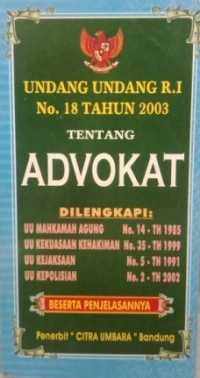 UNDANG UNDANG R.I
No. 18 TAHUN 2003
TENTANG
ADVOKAT
DILENGKAPI:
UU MAHKAMAH AGUNG No. 14 - TH 1985
UU KEKUASAAN KEHAKIMAN No. 35 - TH 1999
UU KEJAKSAAN No. 5 - TH 1991
UU KEPOLISIAN No. 2 - TH 2002
BESERTA PENJELASANNYA
Penerbit " CITRA UMBARA " Bandung